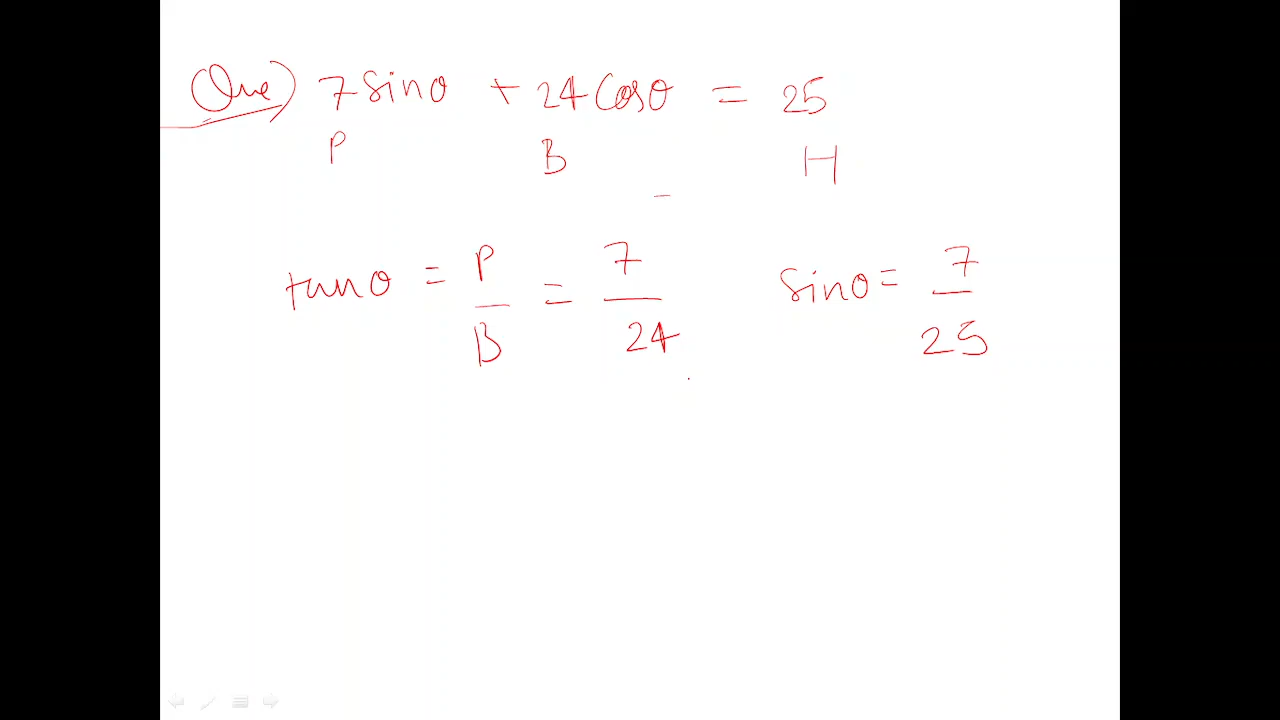 Que) 7 sinθ + 24 cosθ = 25
P B H
tanθ = P/B = 7/24 sinθ = 7/25